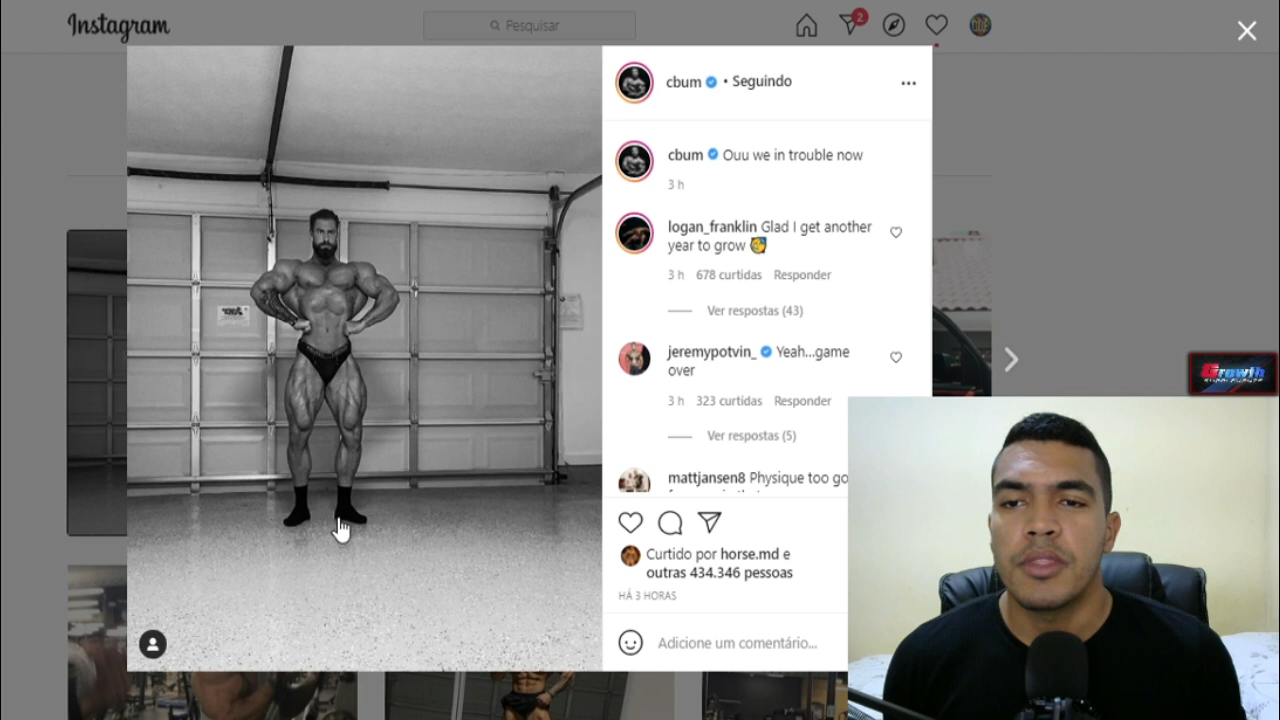 Instagram
Pesquisar
2
cbum • Seguindo
cbum Ouu we in trouble now
3 h
logan_franklin Glad I get another
year to grow
3 h 678 curtidas Responder
Ver respostas (43)
jeremypotvin_ Yeah...game
over
3 h 323 curtidas Responder
Ver respostas (5)
mattjansen8 Physique too go
Curtido por horse.md e
outras 434.346 pessoas
HÁ 3 HORAS
Adicione um comentário...
Growth